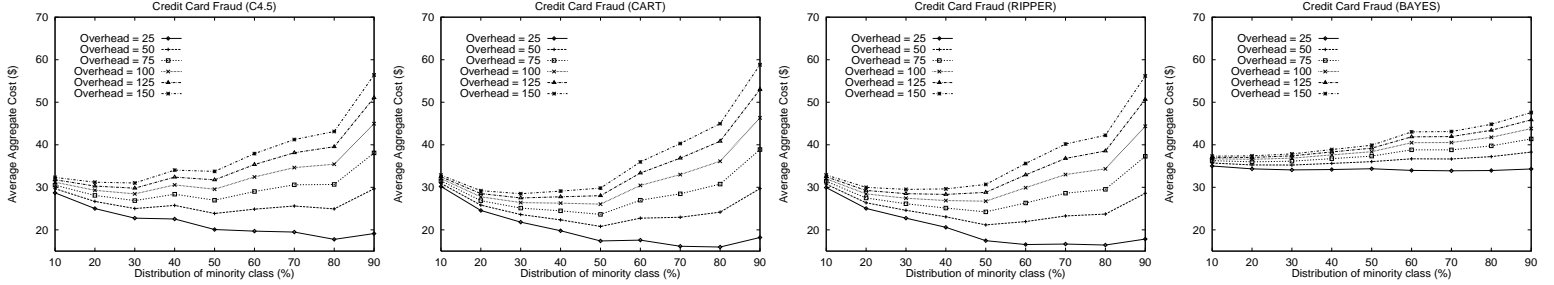 Credit Card Fraud (C4.5)
Average Aggregate Cost ($)
70
60
50
40
30
20
Overhead = 25
Overhead = 50
Overhead = 75
Overhead = 100
Overhead = 125
Overhead = 150
10 20 30 40 50 60 70 80 90
Distribution of minority class (%)
Credit Card Fraud (CART)
Average Aggregate Cost ($)
70
60
50
40
30
20
Overhead = 25
Overhead = 50
Overhead = 75
Overhead = 100
Overhead = 125
Overhead = 150
10 20 30 40 50 60 70 80 90
Distribution of minority class (%)
Credit Card Fraud (RIPPER)
Average Aggregate Cost ($)
70
60
50
40
30
20
Overhead = 25
Overhead = 50
Overhead = 75
Overhead = 100
Overhead = 125
Overhead = 150
10 20 30 40 50 60 70 80 90
Distribution of minority class (%)
Credit Card Fraud (BAYES)
Average Aggregate Cost ($)
70
60
50
40
30
20
Overhead = 25
Overhead = 50
Overhead = 75
Overhead = 100
Overhead = 125
Overhead = 150
10 20 30 40 50 60 70 80 90
Distribution of minority class (%)